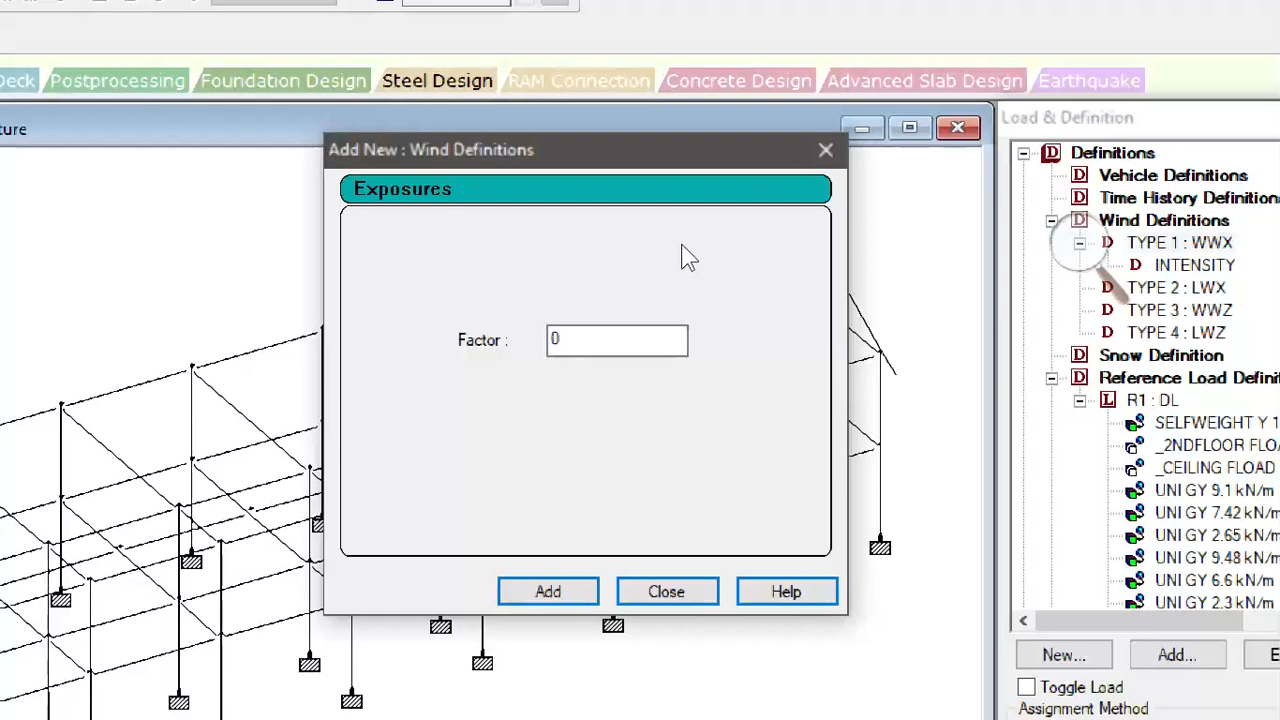 Deck Postprocessing Foundation Design Steel Design RAM Connection Concrete Design Advanced Slab Design Earthquake
ture
Add New : Wind Definitions
Exposures
Factor :
0
Add
Close
Help
Load & Definition
Definitions
Vehicle Definitions
Time History Definitions
Wind Definitions
TYPE 1 : WWX
INTENSITY
TYPE 2 : LWX
TYPE 3 : WWZ
TYPE 4 : LWZ
Snow Definition
Reference Load Defini
R1 : DL
SELFWEIGHT Y 1
_2NDFLOOR FLOA
_CEILING FLOAD
UNI GY 9.1 kN/m
UNI GY 7.42 kN/m
UNI GY 2.65 kN/m
UNI GY 9.48 kN/m
UNI GY 6.6 kN/m
UNI GY 2.3 kN/m
New...
Add...
E
Toggle Load
Assignment Method